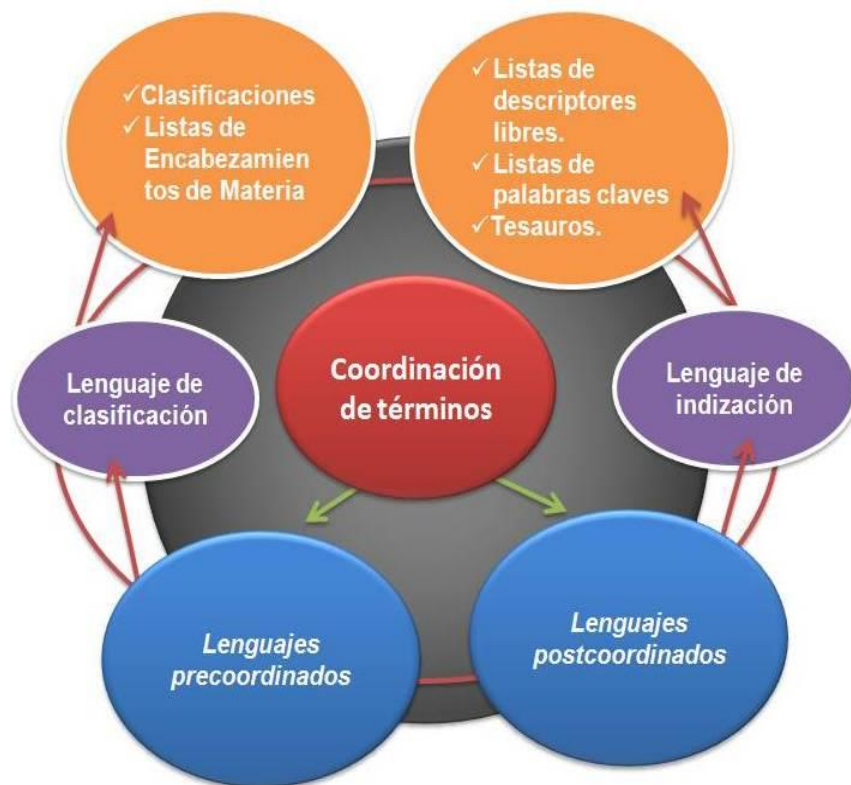 ✓Clasificaciones
✓ Listas de
Encabezamien
tos de Materia
✓ Listas de
descriptores
libres.
✓ Listas de
palabras claves
✓ Tesauros.
Coordinación
de términos
Lenguaje de
clasificación
Lenguaje de
indización
Lenguajes
precoordinados
Lenguajes
postcoordinados